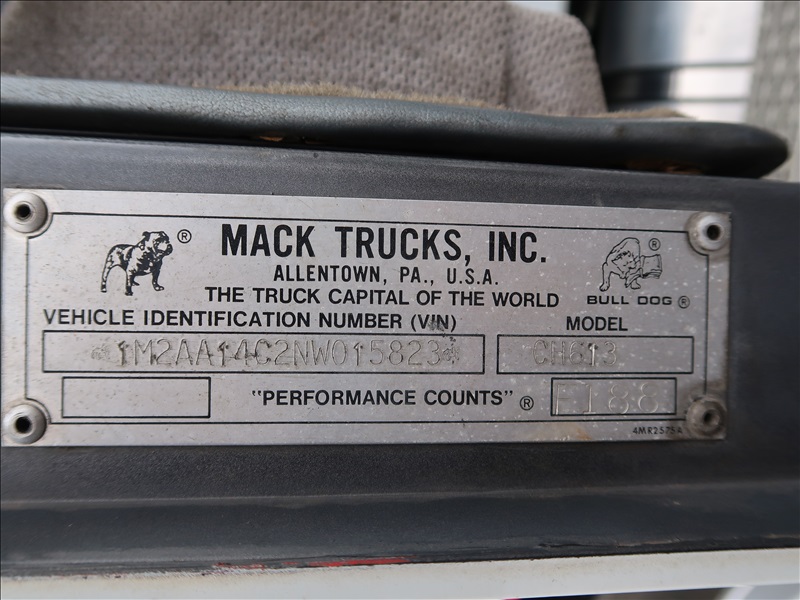 ®
MACK TRUCKS, INC.
ALLENTOWN, PA., U.S.A.
THE TRUCK CAPITAL OF THE WORLD
®
BULL DOG ®
VEHICLE IDENTIFICATION NUMBER (VIN)
MODEL
*1M2AA14C2NW015823*
CH613
"PERFORMANCE COUNTS" ®
F188
4MR2575A